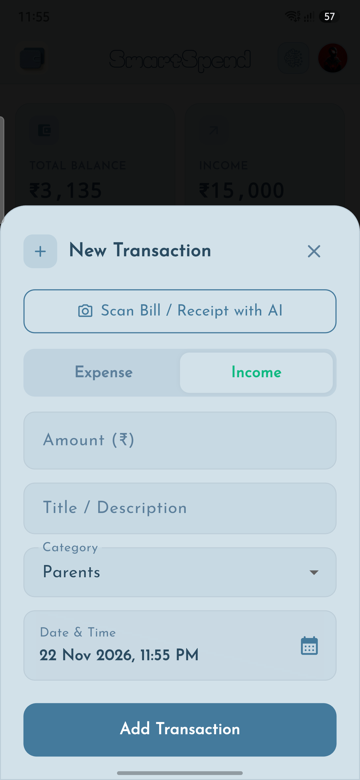 11:55
57
SmartSpend
TOTAL BALANCE
INCOME
₹3,135
₹15,000
New Transaction
Scan Bill / Receipt with AI
Expense
Income
Amount (₹)
Title / Description
Category
Parents
Date & Time
22 Nov 2026, 11:55 PM
Add Transaction